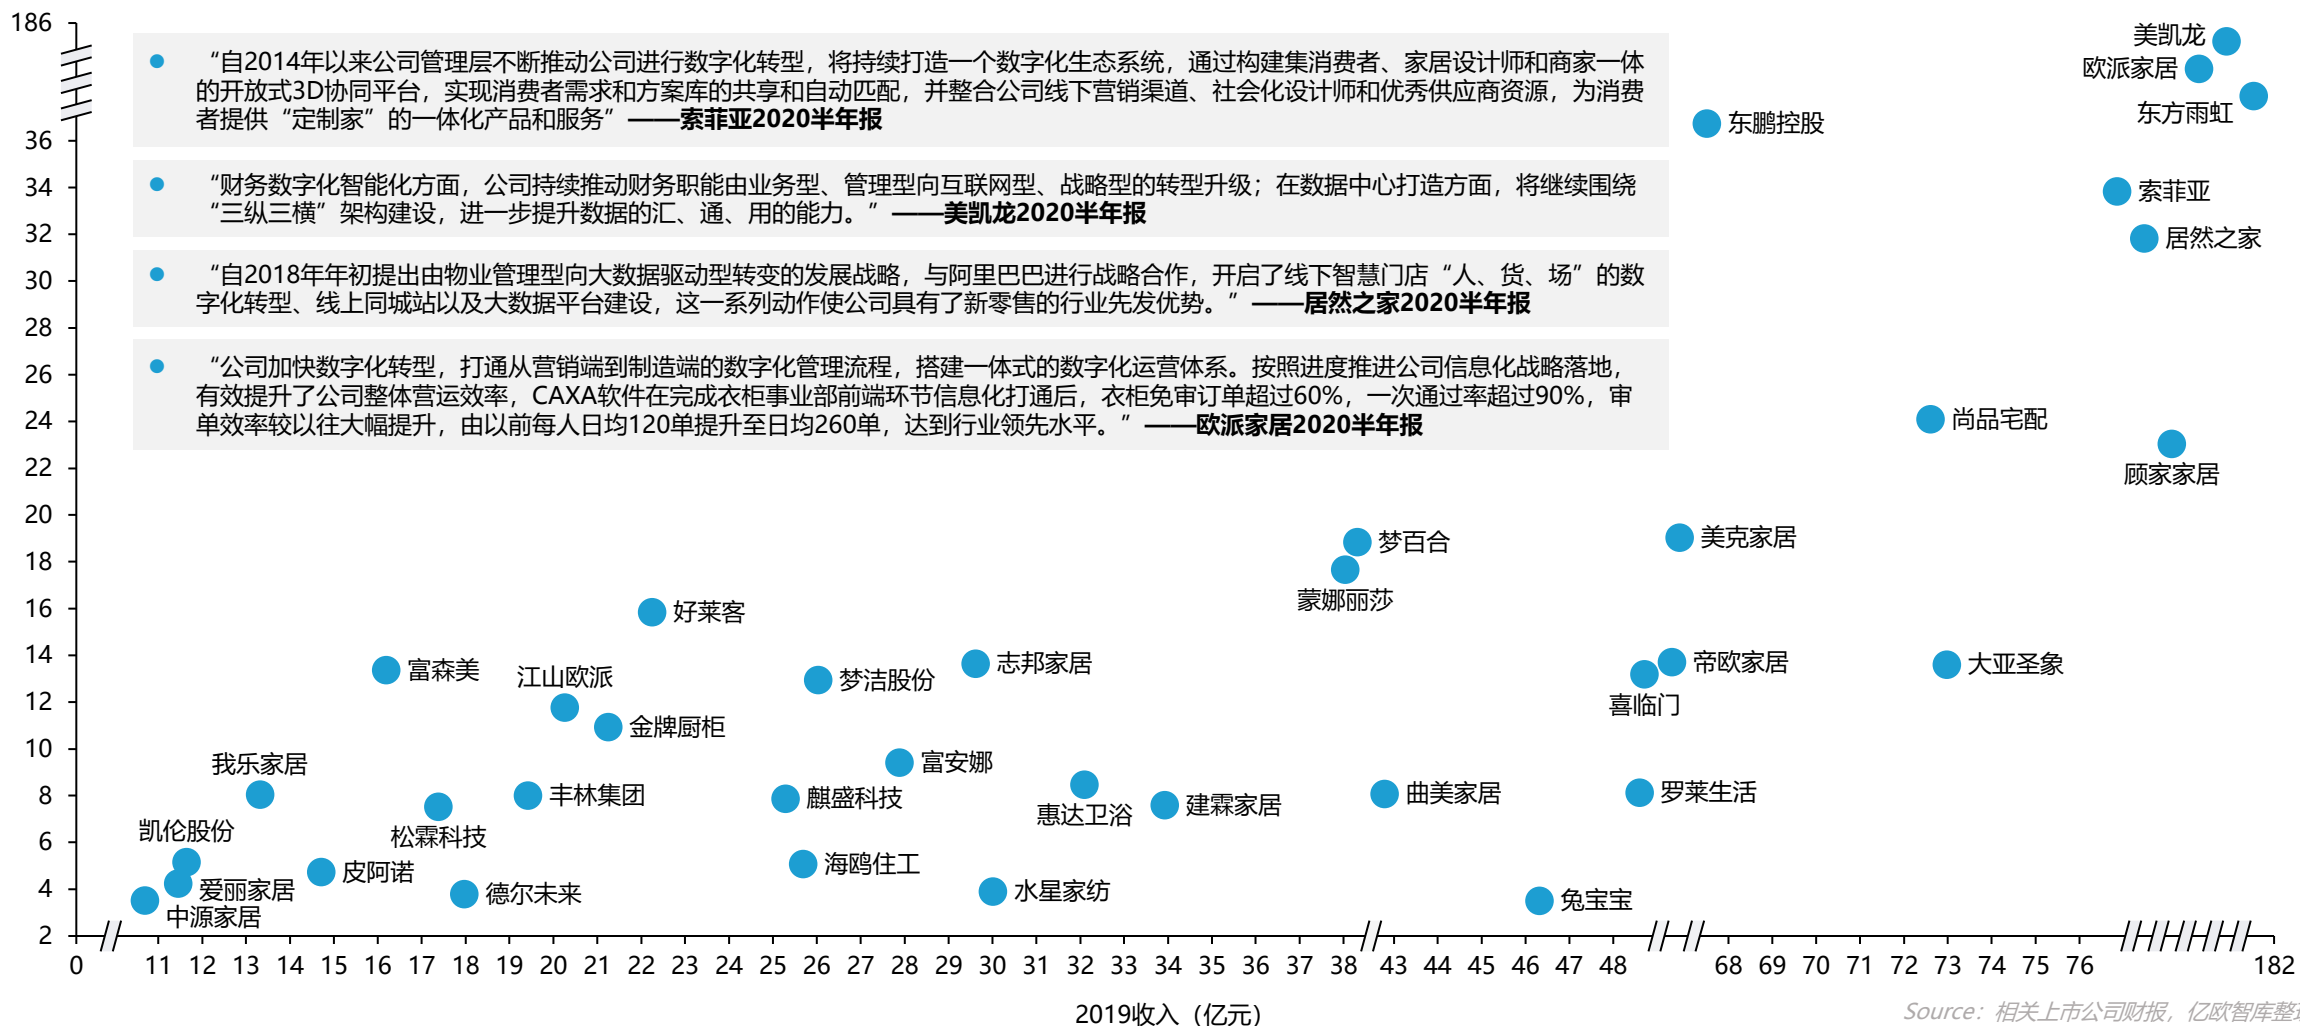 186
36
34
32
30
28
26
24
22
20
18
16
14
12
10
8
6
4
2
“自2014年以来公司管理层不断推动公司进行数字化转型，将持续打造一个数字化生态系统，通过构建集消费者、家居设计师和商家一体
的开放式3D协同平台，实现消费者需求和方案库的共享和自动匹配，并整合公司线下营销渠道、社会化设计师和优秀供应商资源，为消费
者提供“定制家”的一体化产品和服务”——索菲亚2020半年报
“财务数字化智能化方面，公司持续推动财务职能由业务型、管理型向互联网型、战略型的转型升级；在数据中心打造方面，将继续围绕
“三纵三横”架构建设，进一步提升数据的汇、通、用的能力。”——美凯龙2020半年报
“自2018年年初提出由物业管理型向大数据驱动型转变的发展战略，与阿里巴巴进行战略合作，开启了线下智慧门店“人、货、场”的数
字化转型、线上同城站以及大数据平台建设，这一系列动作使公司具有了新零售的行业先发优势。”——居然之家2020半年报
“公司加快数字化转型，打通从营销端到制造端的数字化管理流程，搭建一体式的数字化运营体系。按照进度推进公司信息化战略落地，
有效提升了公司整体营运效率，CAXA软件在完成衣柜事业部前端环节信息化打通后，衣柜免审订单超过60%，一次通过率超过90%，审
单效率较以往大幅提升，由以前每人日均120单提升至日均260单，达到行业领先水平。”——欧派家居2020半年报
美凯龙
欧派家居
东方雨虹
东鹏控股
索菲亚
居然之家
尚品宅配
顾家家居
美克家居
梦百合
蒙娜丽莎
好莱客
富森美
江山欧派
金牌厨柜
梦洁股份
志邦家居
帝欧家居
喜临门
大亚圣象
我乐家居
丰林集团
松霖科技
麒盛科技
富安娜
惠达卫浴
建霖家居
曲美家居
罗莱生活
凯伦股份
爱丽家居
中源家居
皮阿诺
德尔未来
海鸥住工
水星家纺
兔宝宝
0 11 12 13 14 15 16 17 18 19 20 21 22 23 24 25 26 27 28 29 30 31 32 33 34 35 36 37 38 43 44 45 46 47 48 68 69 70 71 72 73 74 75 76 182
2019收入（亿元）
Source：相关上市公司财报，亿欧智库整